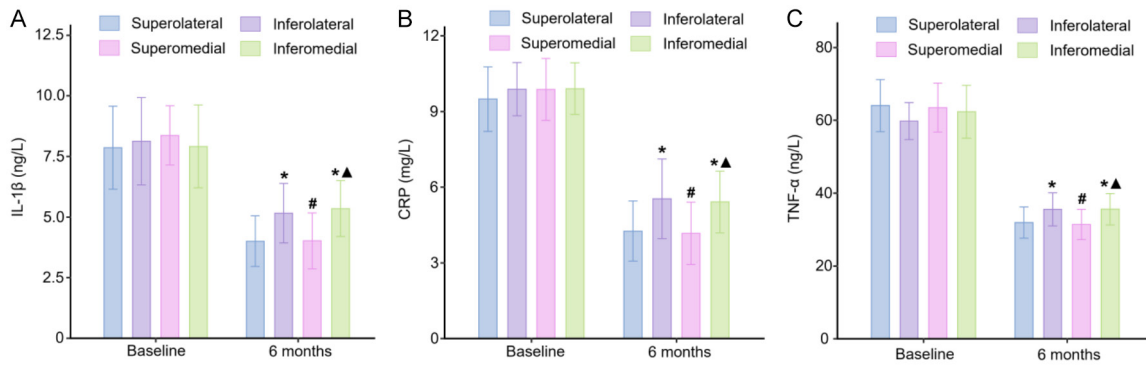 A
Superolateral Inferolateral
Superomedial Inferomedial
12.5
10.0
7.5
5.0
2.5
0
IL-1β (ng/L)
* # *▲
Baseline 6 months
B
Superolateral Inferolateral
Superomedial Inferomedial
12
9
6
3
0
CRP (mg/L)
* # *▲
Baseline 6 months
C
Superolateral Inferolateral
Superomedial Inferomedial
80
60
40
20
0
TNF-α (ng/L)
* # *▲
Baseline 6 months